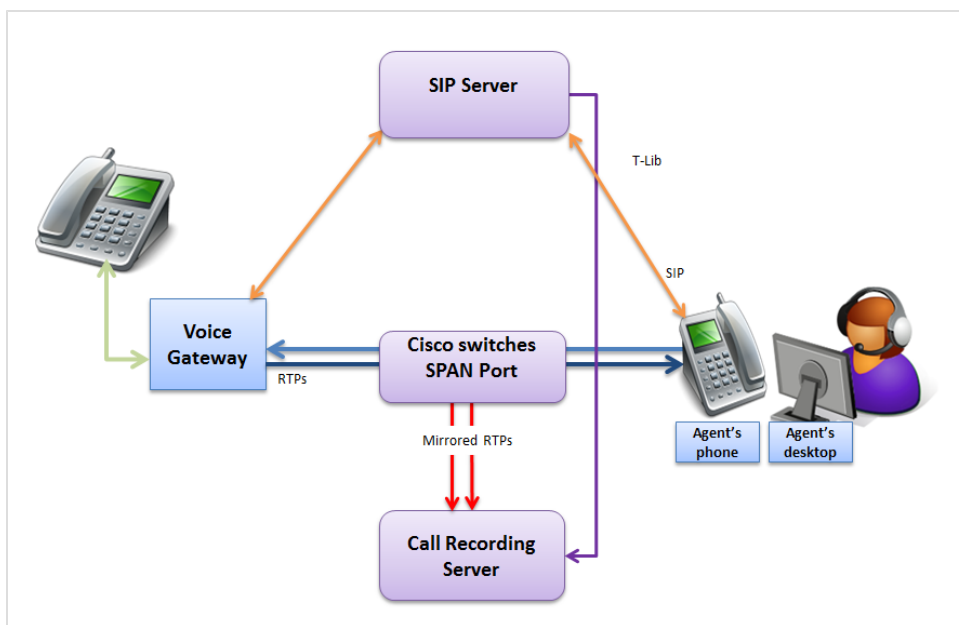 SIP Server
T-Lib
SIP
Voice
Gateway
Cisco switches
SPAN Port
RTPs
Mirrored RTPs
Agent's
phone
Agent's
desktop
Call Recording
Server